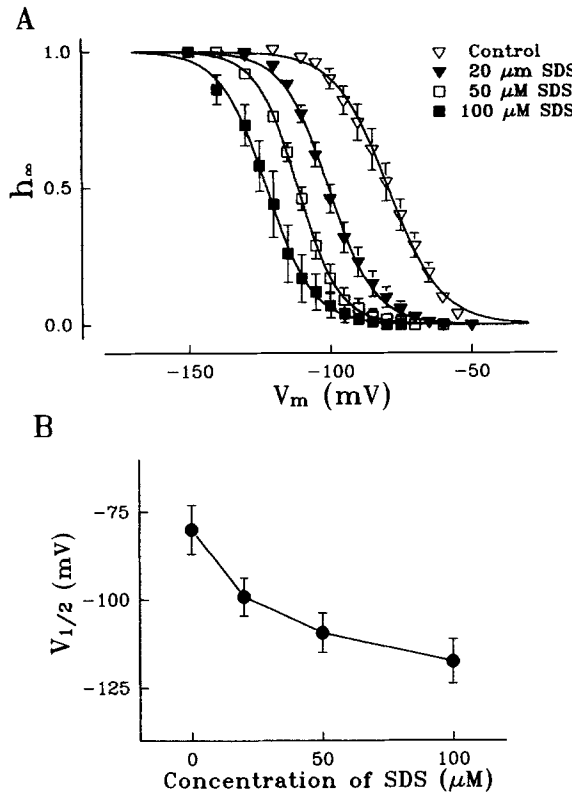 A
Control
20 μm SDS
50 μM SDS
100 μM SDS
1.0
0.5
0.0
h∞
−150
−100
−50
Vm (mV)
B
−75
−100
−125
V1/2 (mV)
0
50
100
Concentration of SDS (μM)